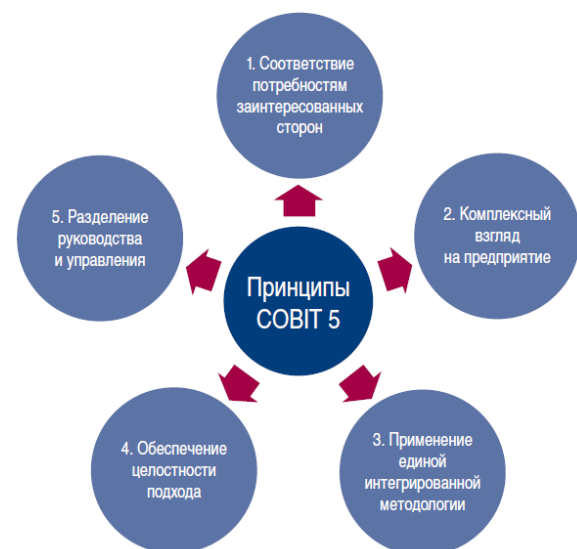 1. Соответствие
потребностям
заинтересованных
сторон
2. Комплексный
взгляд
на предприятие
3. Применение
единой
интегрированной
методологии
4. Обеспечение
целостности
подхода
5. Разделение
руководства
и управления
Принципы
COBIT 5